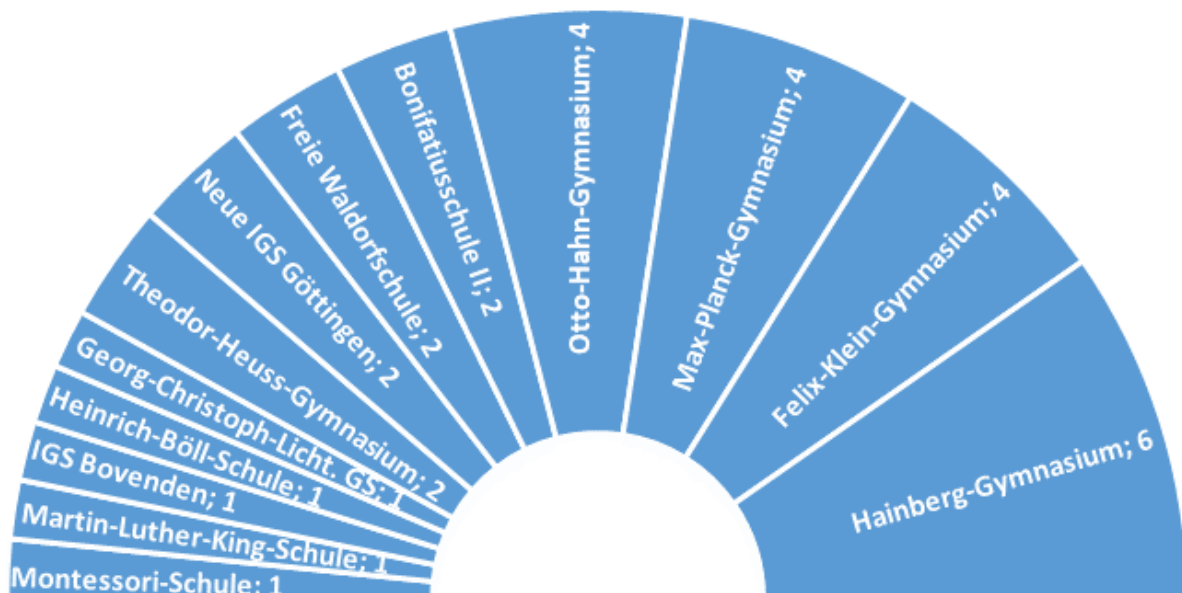 Montessori-Schule; 1
Martin-Luther-King-Schule; 1
IGS Bovenden; 1
Heinrich-Böll-Schule; 1
Georg-Christoph-Licht. GS; 1
Theodor-Heuss-Gymnasium; 2
Neue IGS Göttingen; 2
Freie Waldorfschule; 2
Bonifatiusschule II; 2
Otto-Hahn-Gymnasium; 4
Max-Planck-Gymnasium; 4
Felix-Klein-Gymnasium; 4
Hainberg-Gymnasium; 6